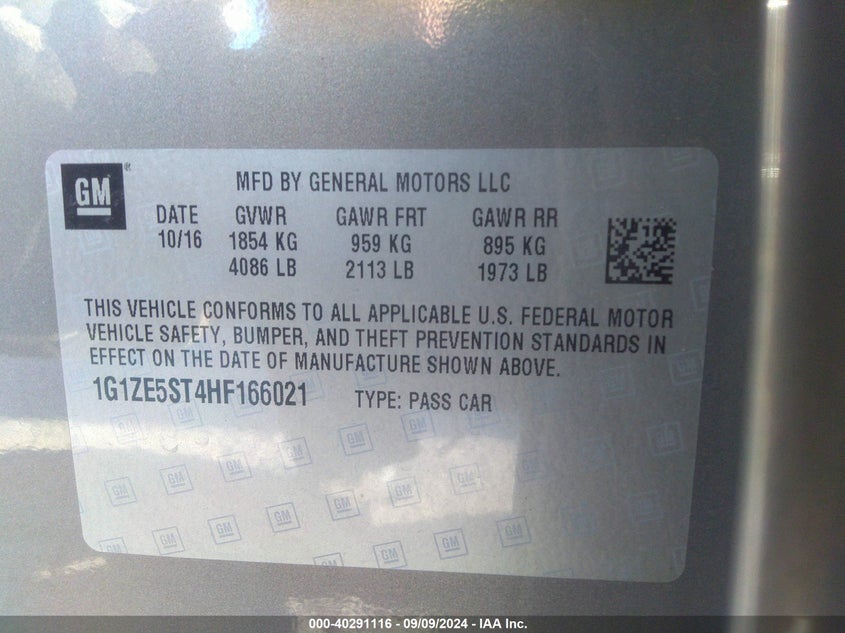 GM®
MFD BY GENERAL MOTORS LLC
DATE GVWR GAWR FRT GAWR RR
10/16 1854 KG 959 KG 895 KG
4086 LB 2113 LB 1973 LB
THIS VEHICLE CONFORMS TO ALL APPLICABLE U.S. FEDERAL MOTOR
VEHICLE SAFETY, BUMPER, AND THEFT PREVENTION STANDARDS IN
EFFECT ON THE DATE OF MANUFACTURE SHOWN ABOVE.
1G1ZE5ST4HF166021 TYPE: PASS CAR
000-40291116 - 09/09/2024 - IAA Inc.